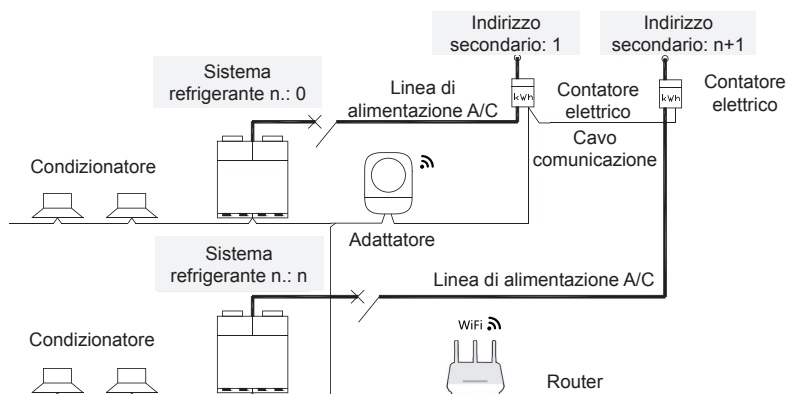 Indirizzo
secondario: 1
Indirizzo
secondario: n+1
Sistema
refrigerante n.: 0
Linea di
alimentazione A/C
kWh
Contatore
elettrico
kWh
Contatore
elettrico
Cavo
comunicazione
Condizionatore
Adattatore
Sistema
refrigerante n.: n
Linea di alimentazione A/C
WiFi
Condizionatore
Router